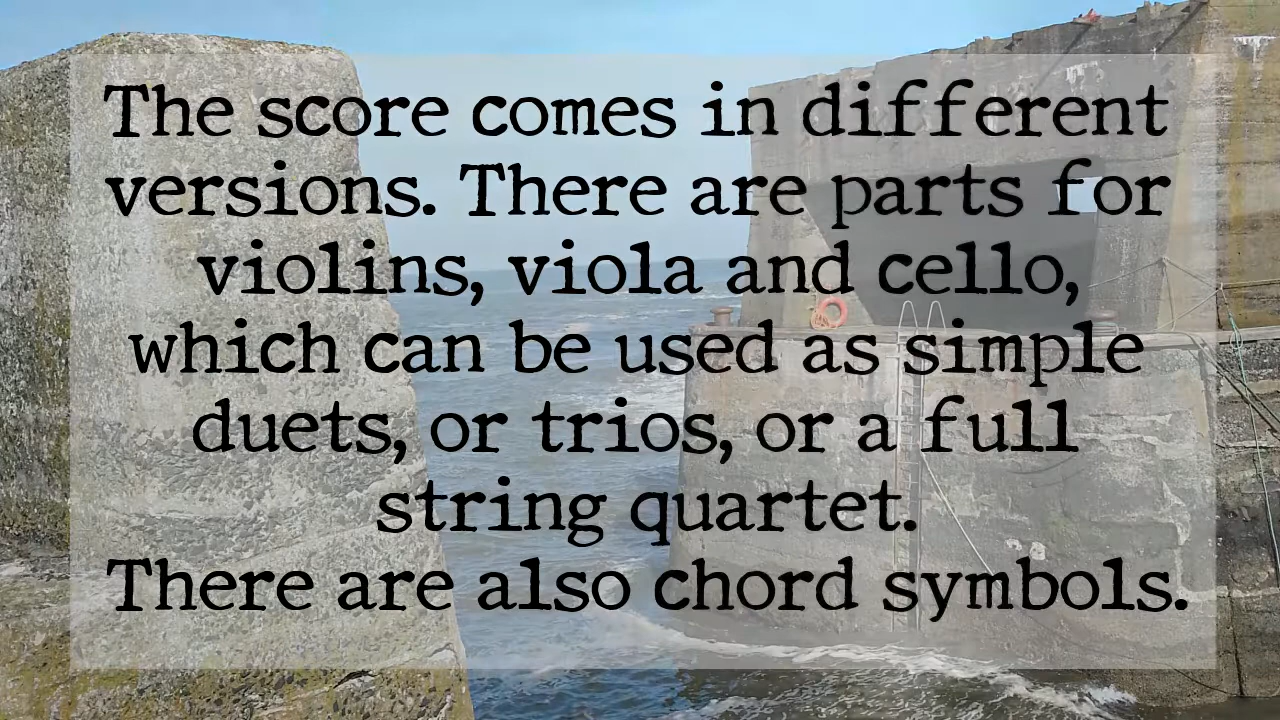 The score comes in different
versions. There are parts for
violins, viola and cello,
which can be used as simple
duets, or trios, or a full
string quartet.
There are also chord symbols.